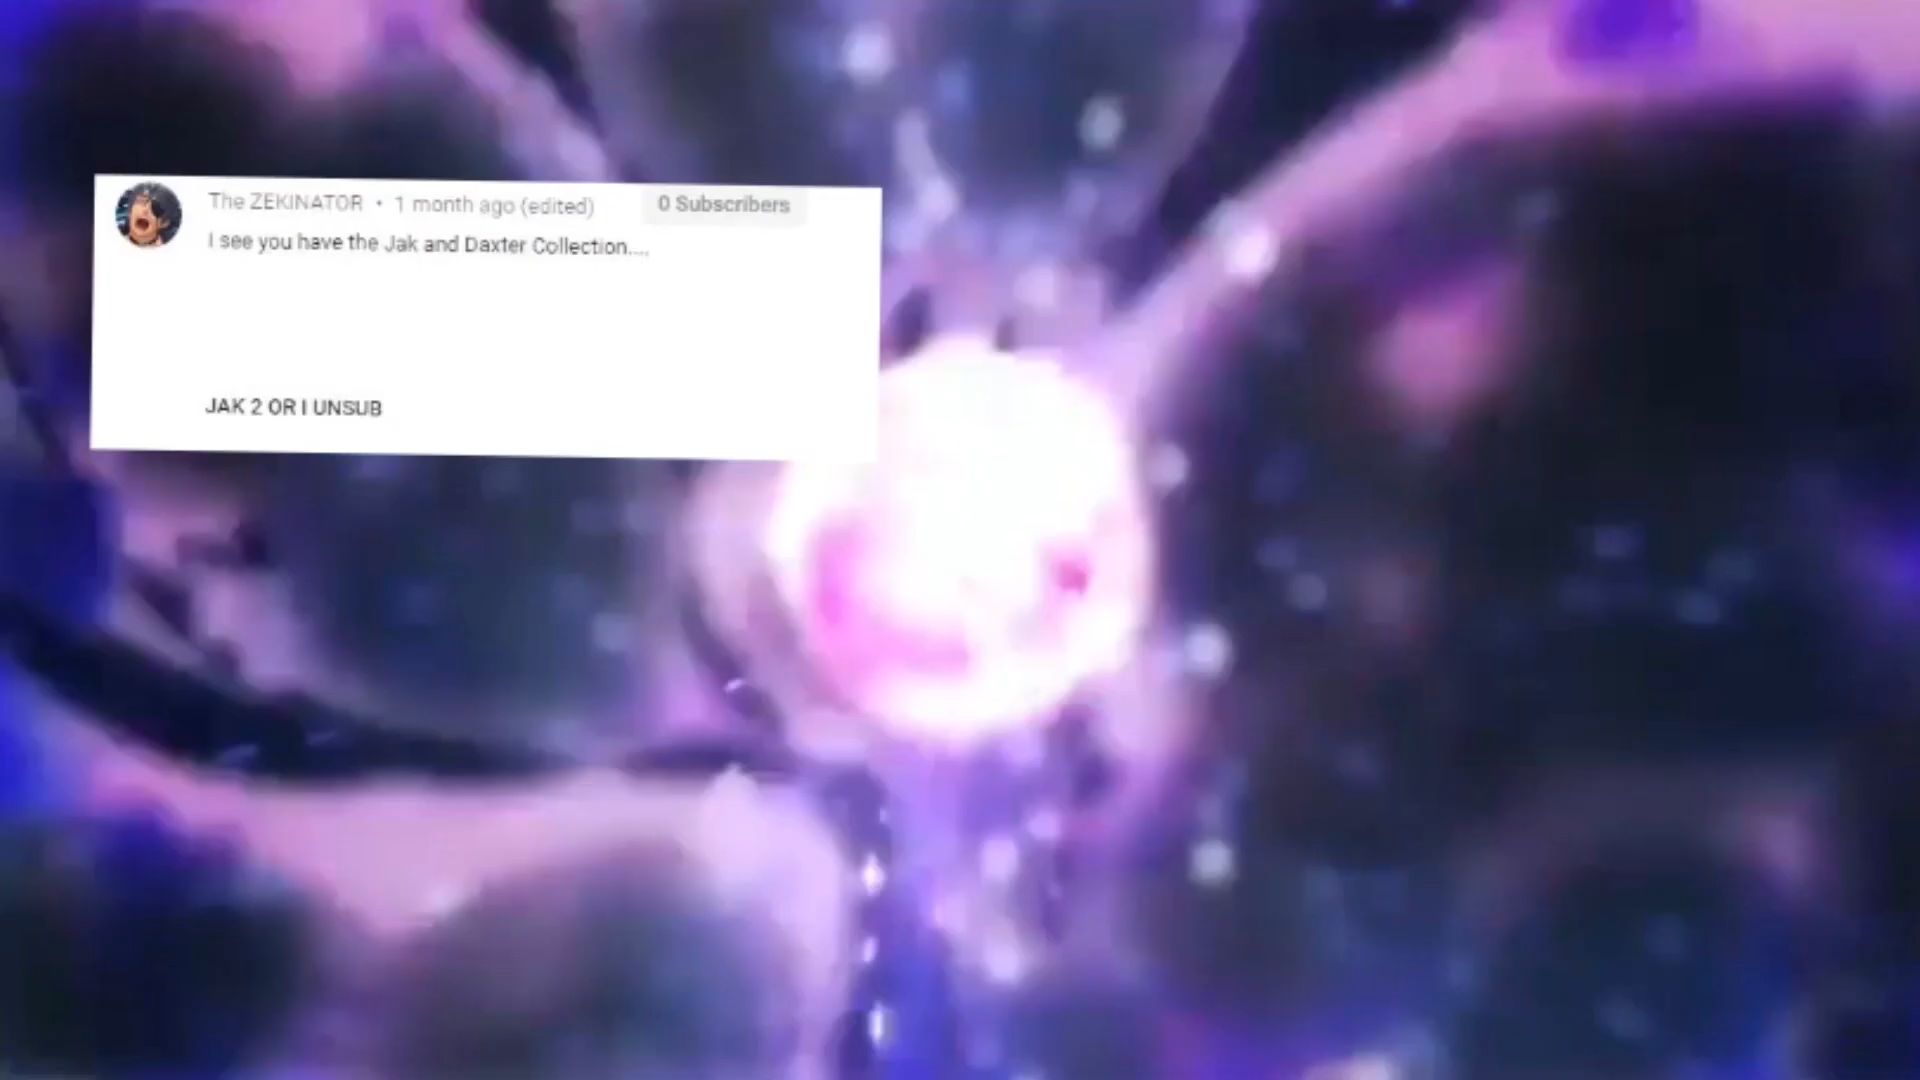 The ZEKINATOR • 1 month ago (edited) 0 Subscribers
I see you have the Jak and Daxter Collection....
JAK 2 OR I UNSUB